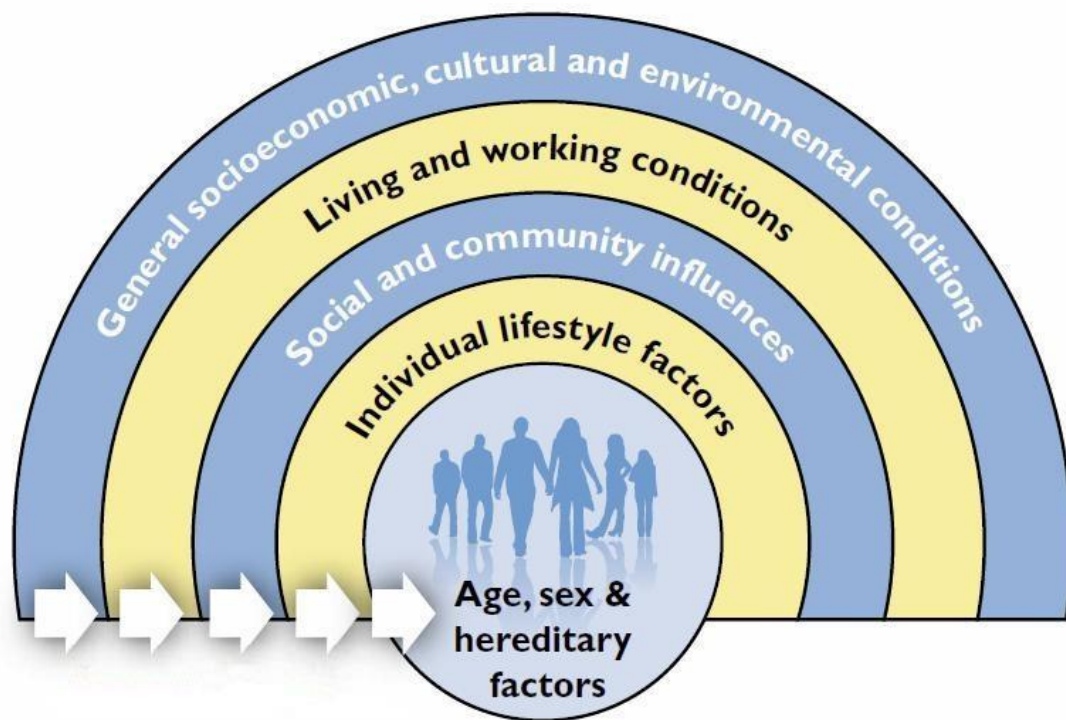 General socioeconomic, cultural and environmental conditions
Living and working conditions
Social and community influences
Individual lifestyle factors
Age, sex &
hereditary
factors